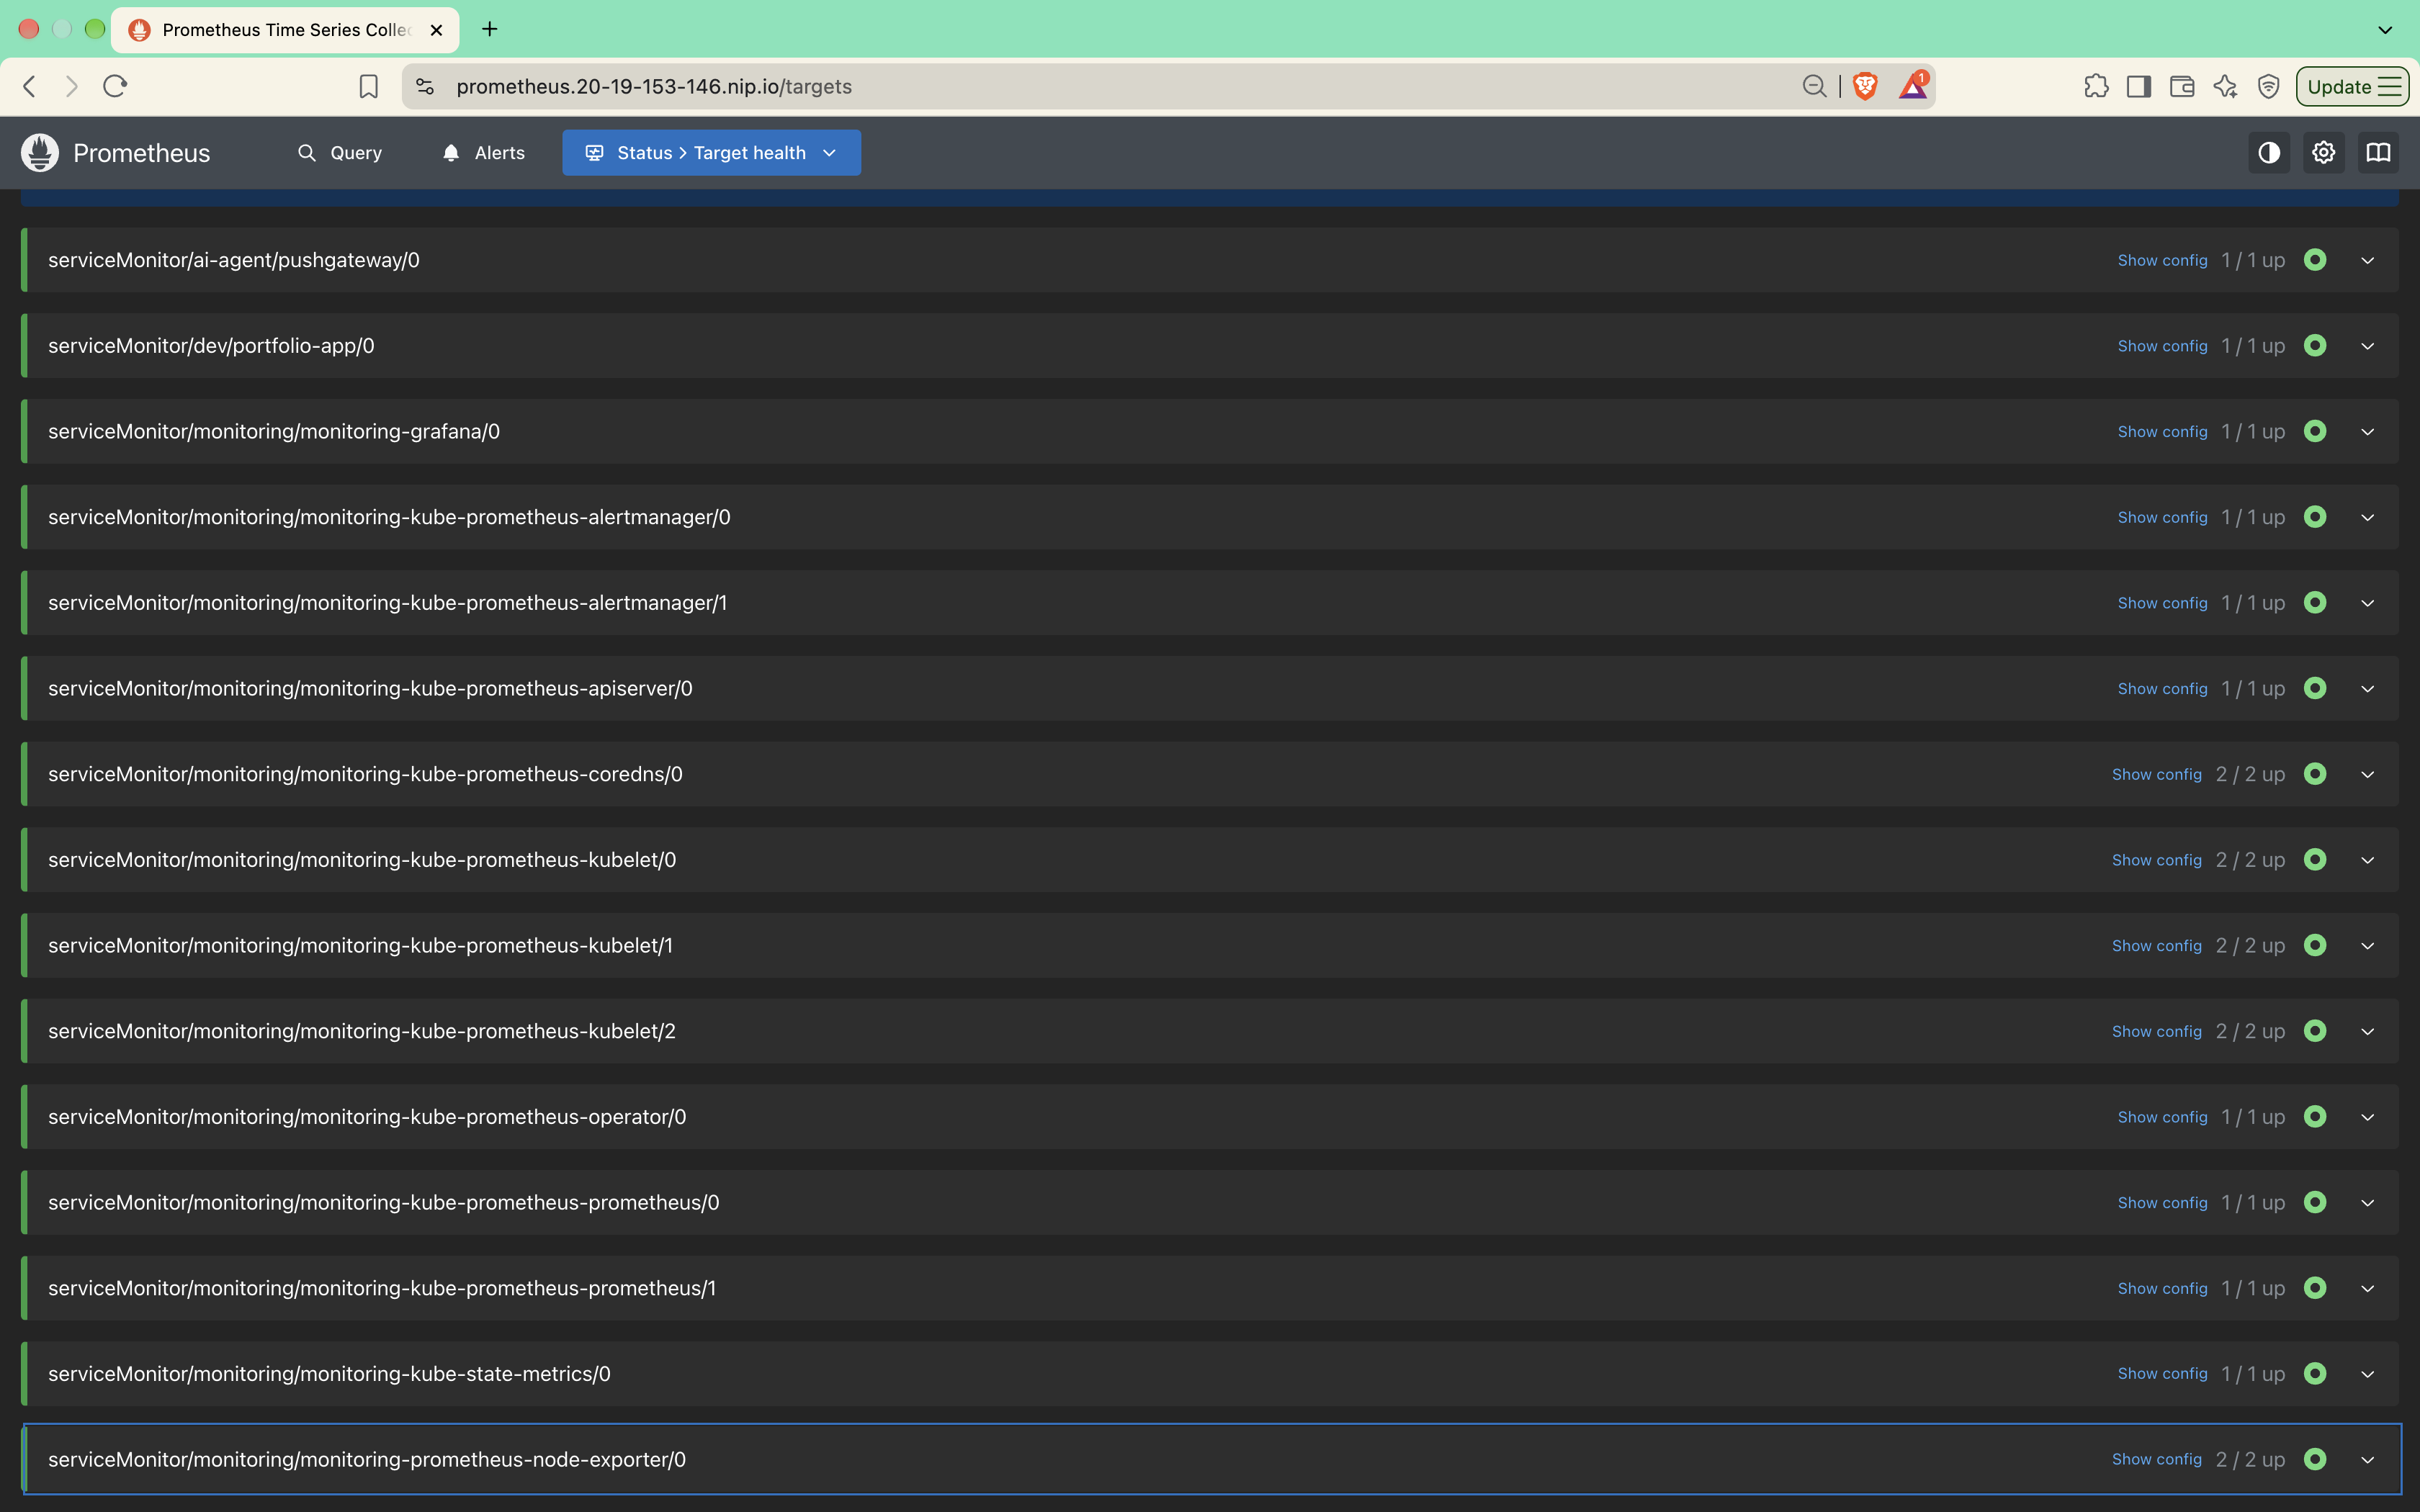 Prometheus Time Series Collec
prometheus.20-19-153-146.nip.io/targets
1
Update
Prometheus
Query
Alerts
Status > Target health
serviceMonitor/ai-agent/pushgateway/0 Show config 1 / 1 up
serviceMonitor/dev/portfolio-app/0 Show config 1 / 1 up
serviceMonitor/monitoring/monitoring-grafana/0 Show config 1 / 1 up
serviceMonitor/monitoring/monitoring-kube-prometheus-alertmanager/0 Show config 1 / 1 up
serviceMonitor/monitoring/monitoring-kube-prometheus-alertmanager/1 Show config 1 / 1 up
serviceMonitor/monitoring/monitoring-kube-prometheus-apiserver/0 Show config 1 / 1 up
serviceMonitor/monitoring/monitoring-kube-prometheus-coredns/0 Show config 2 / 2 up
serviceMonitor/monitoring/monitoring-kube-prometheus-kubelet/0 Show config 2 / 2 up
serviceMonitor/monitoring/monitoring-kube-prometheus-kubelet/1 Show config 2 / 2 up
serviceMonitor/monitoring/monitoring-kube-prometheus-kubelet/2 Show config 2 / 2 up
serviceMonitor/monitoring/monitoring-kube-prometheus-operator/0 Show config 1 / 1 up
serviceMonitor/monitoring/monitoring-kube-prometheus-prometheus/0 Show config 1 / 1 up
serviceMonitor/monitoring/monitoring-kube-prometheus-prometheus/1 Show config 1 / 1 up
serviceMonitor/monitoring/monitoring-kube-state-metrics/0 Show config 1 / 1 up
serviceMonitor/monitoring/monitoring-prometheus-node-exporter/0 Show config 2 / 2 up